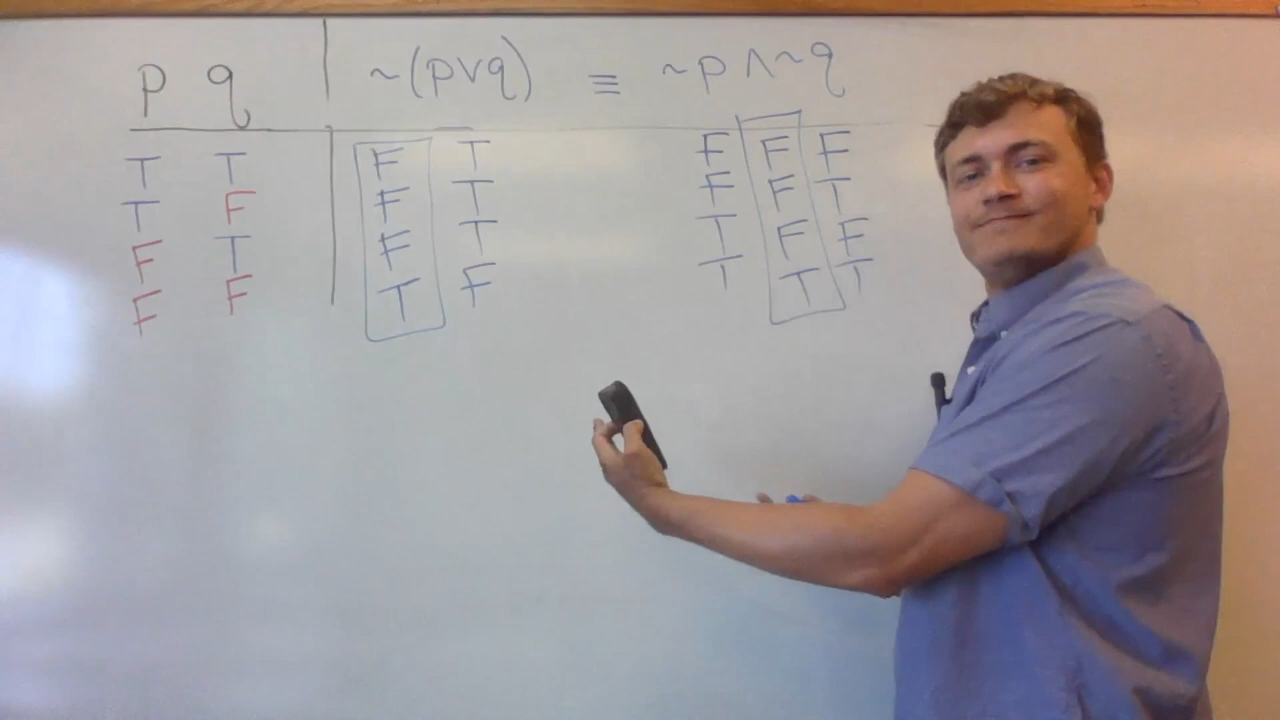 p q ~(p∨q) ≡ ~p ∧ ~q
T T F T F F F
T F F T F F T
F T F T T F F
F F T F T T T